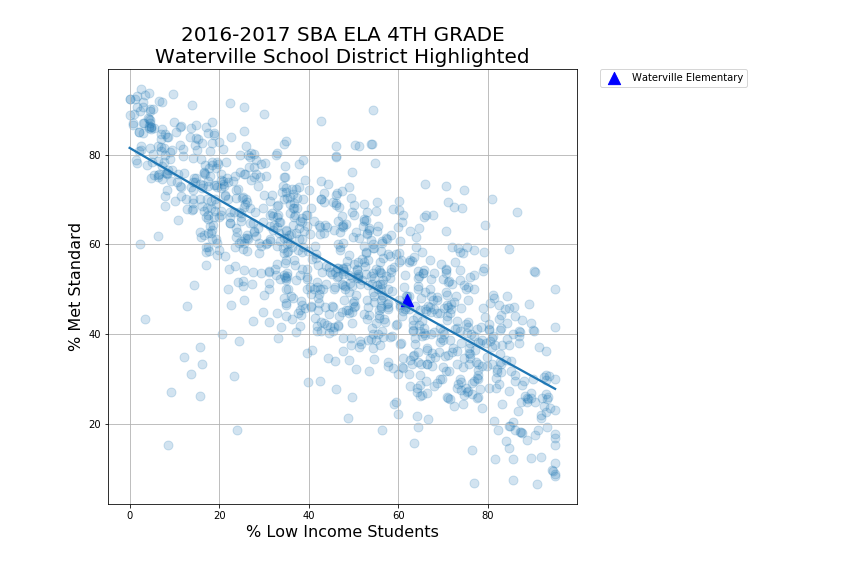 2016-2017 SBA ELA 4TH GRADE
Waterville School District Highlighted
Waterville Elementary
% Met Standard
80
60
40
20
0 20 40 60 80
% Low Income Students